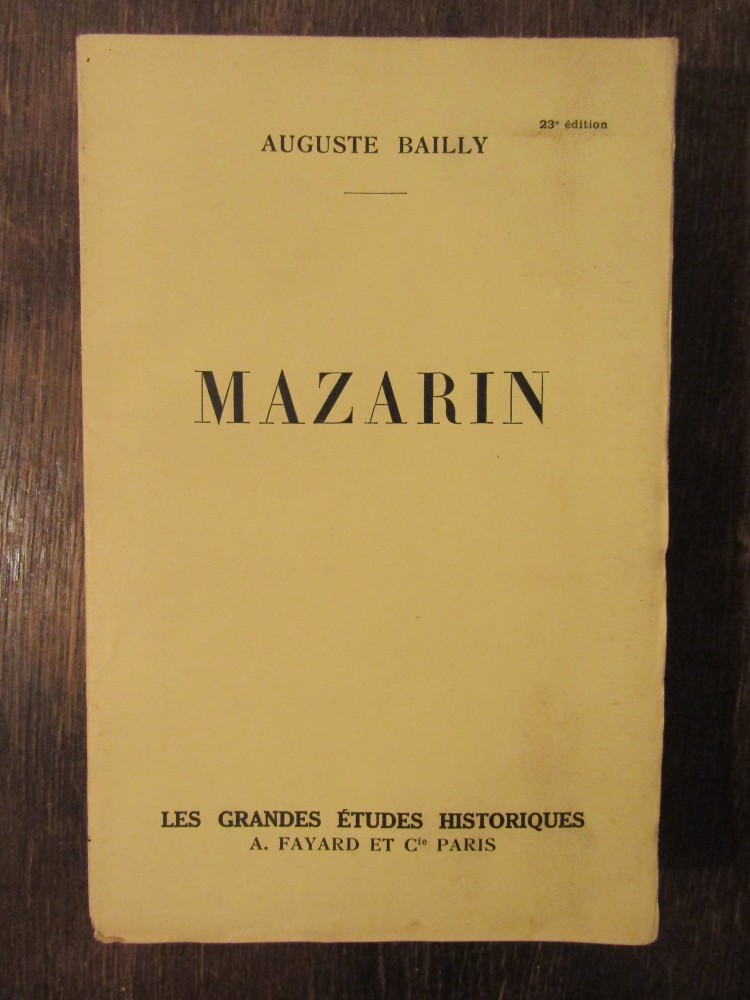 23e édition
AUGUSTE BAILLY
MAZARIN
LES GRANDES ÉTUDES HISTORIQUES
A. FAYARD ET Cie PARIS